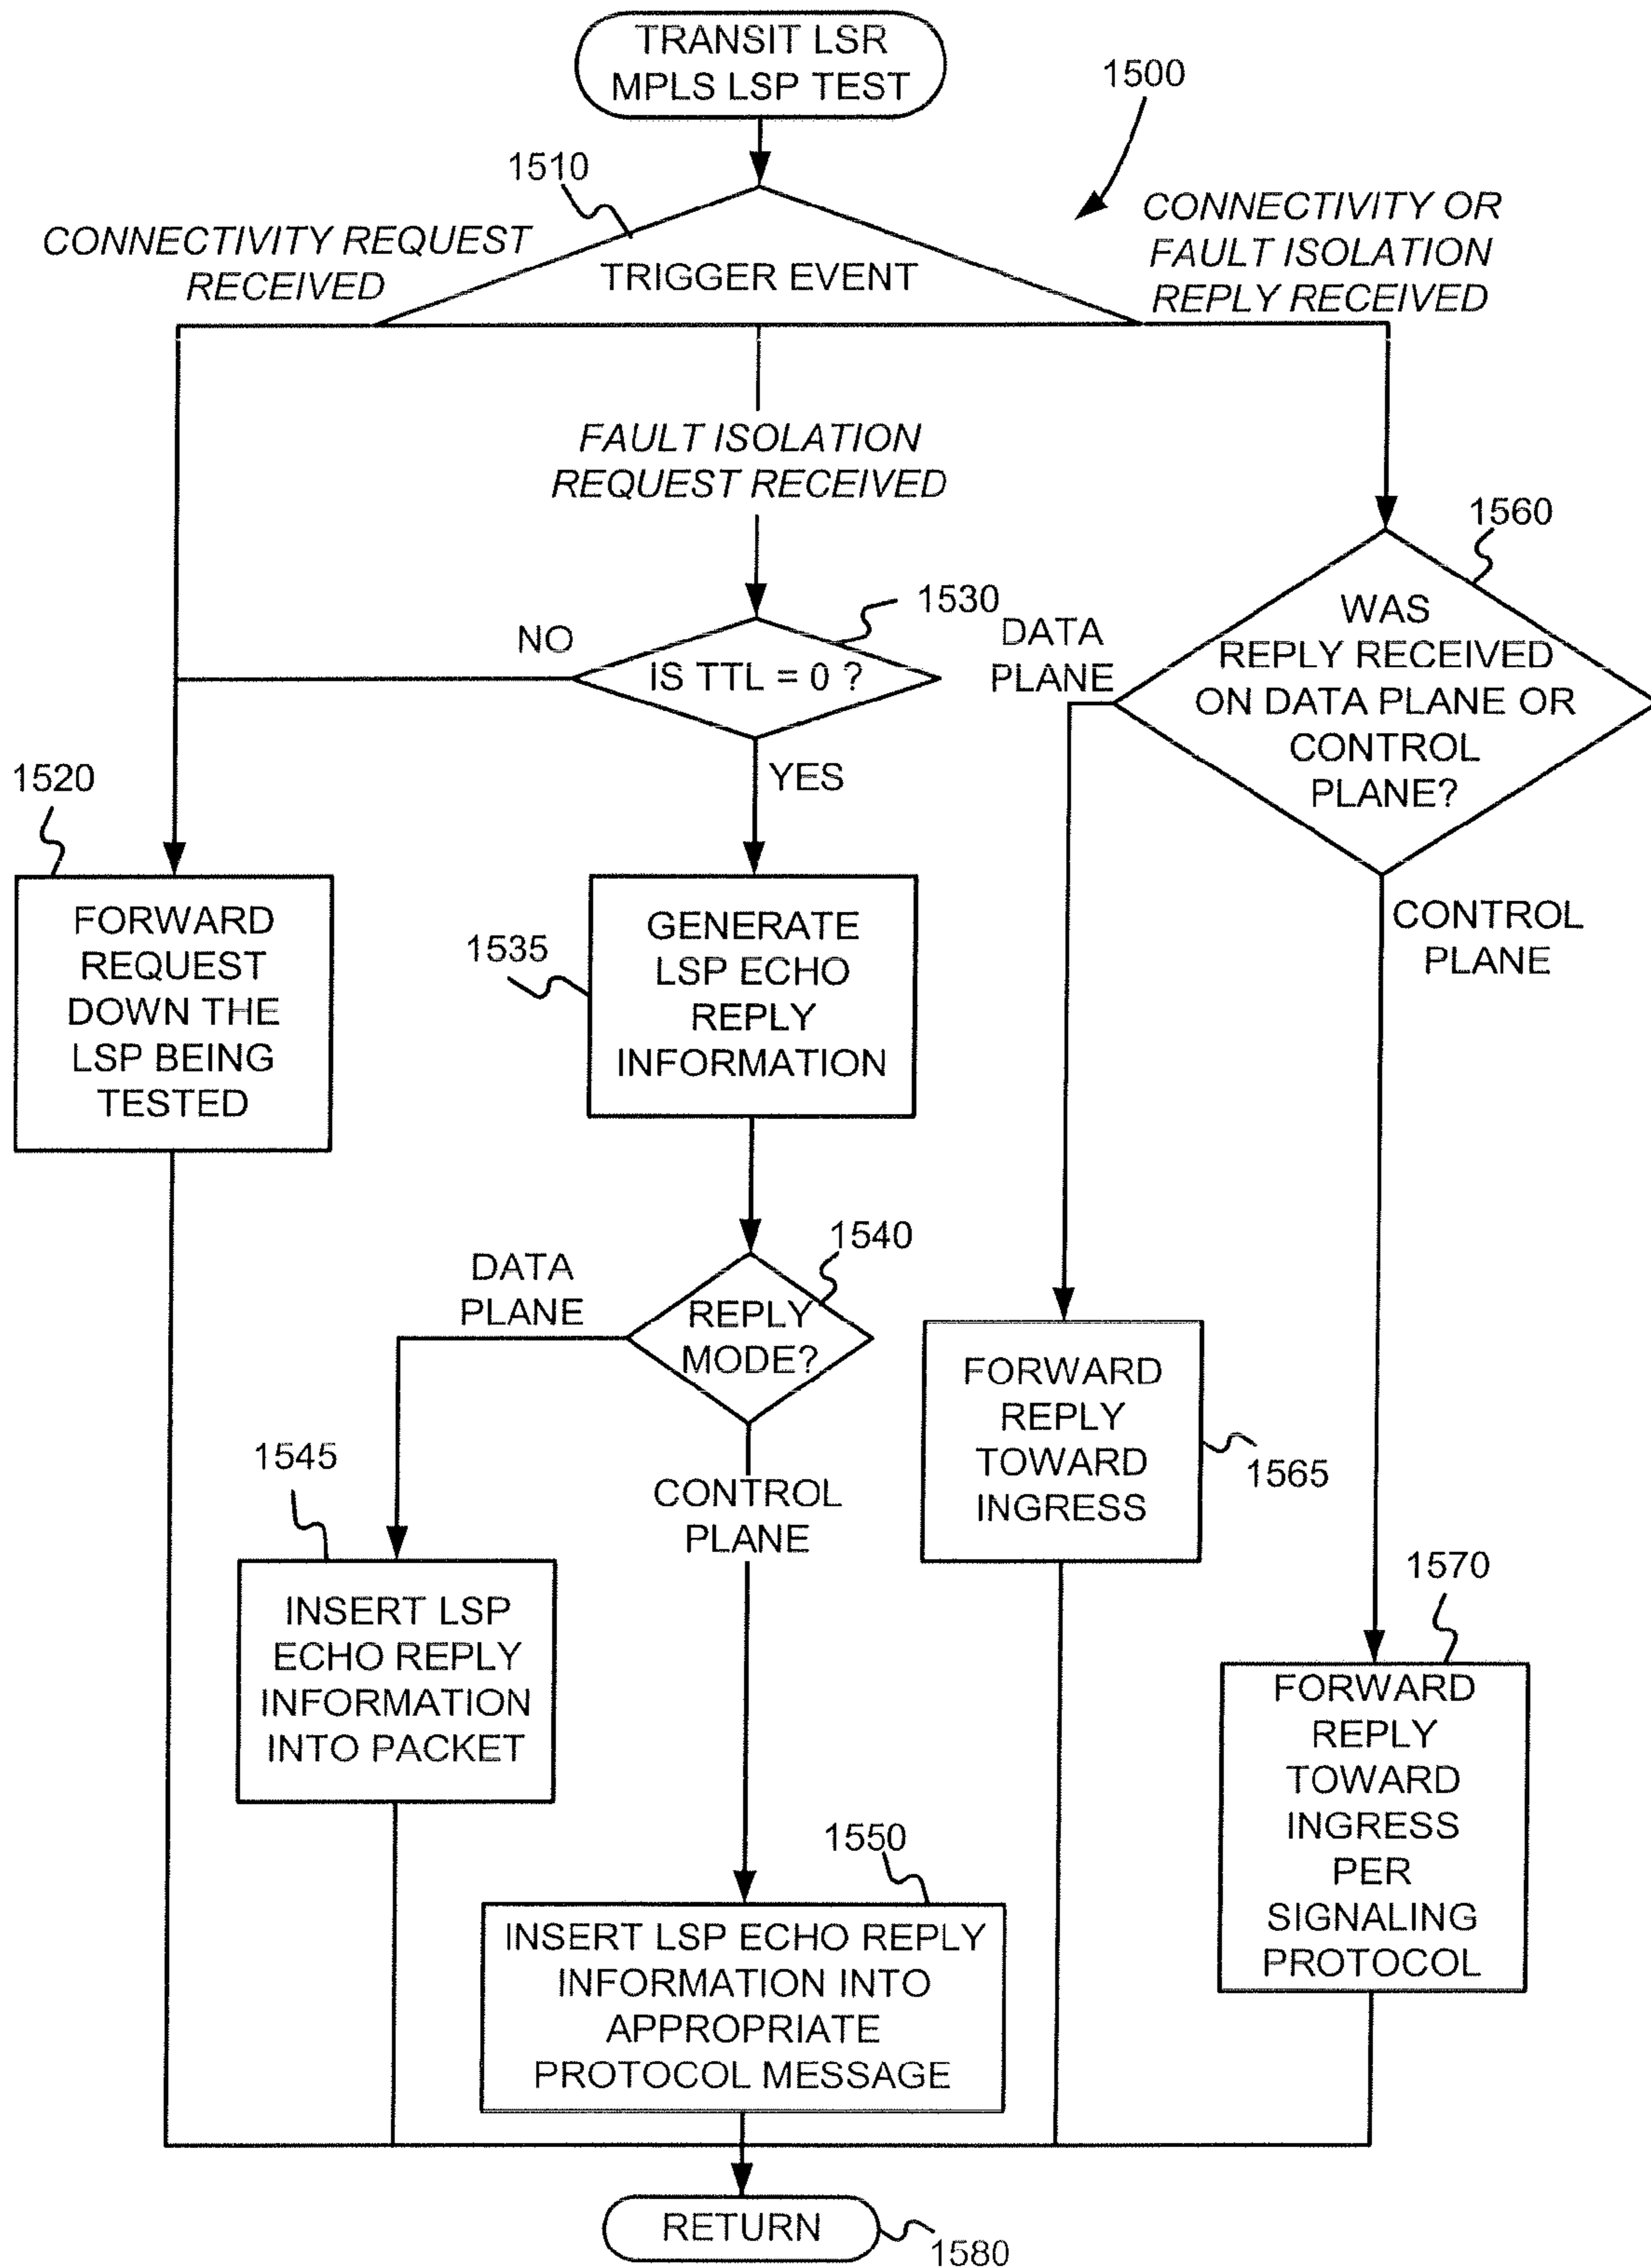 TRANSIT LSR
MPLS LSP TEST
1500
1510
CONNECTIVITY REQUEST
RECEIVED
TRIGGER EVENT
CONNECTIVITY OR
FAULT ISOLATION
REPLY RECEIVED
FAULT ISOLATION
REQUEST RECEIVED
1560
1530
NO
IS TTL = 0 ?
DATA
PLANE
WAS
REPLY RECEIVED
ON DATA PLANE OR
CONTROL
PLANE?
YES
1520
FORWARD
REQUEST
DOWN THE
LSP BEING
TESTED
1535
GENERATE
LSP ECHO
REPLY
INFORMATION
CONTROL
PLANE
1540
DATA
PLANE
REPLY
MODE?
FORWARD
REPLY
TOWARD
INGRESS
1565
1545
CONTROL
PLANE
INSERT LSP
ECHO REPLY
INFORMATION
INTO PACKET
1570
FORWARD
REPLY
TOWARD
INGRESS
PER
SIGNALING
PROTOCOL
1550
INSERT LSP ECHO REPLY
INFORMATION INTO
APPROPRIATE
PROTOCOL MESSAGE
RETURN
1580